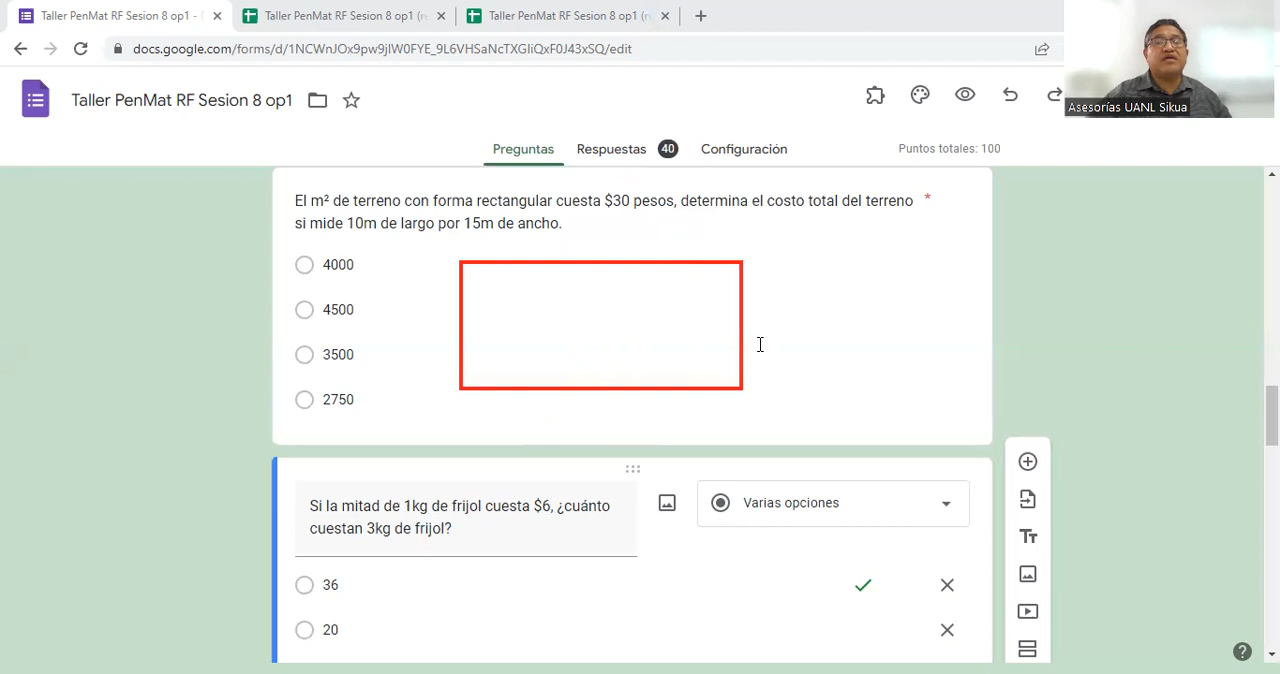 Taller PenMat RF Sesion 8 op1 -
Taller PenMat RF Sesion 8 op1 (r
Taller PenMat RF Sesion 8 op1 (r
docs.google.com/forms/d/1NCWnJOx9pw9jIW0FYE_9L6VHSaNcTXGIiQxF0J43xSQ/edit
Taller PenMat RF Sesion 8 op1
Asesorías UANL Sikua
Preguntas
Respuestas
40
Configuración
Puntos totales: 100
El m² de terreno con forma rectangular cuesta $30 pesos, determina el costo total del terreno *
si mide 10m de largo por 15m de ancho.
4000
4500
3500
2750
Si la mitad de 1kg de frijol cuesta $6, ¿cuánto
cuestan 3kg de frijol?
Varias opciones
36
20